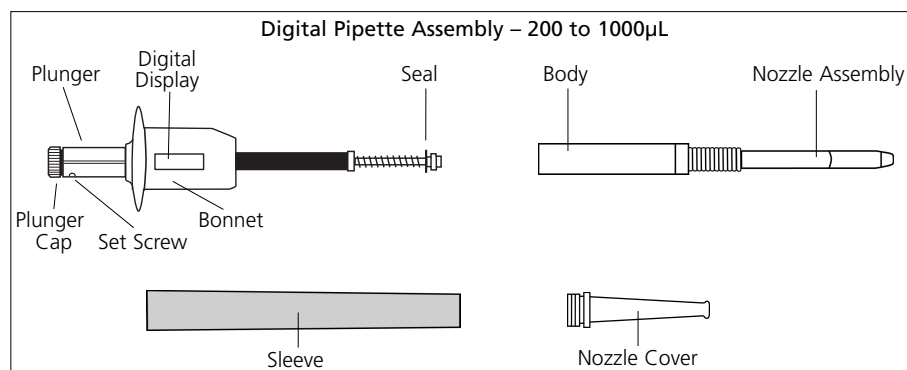 Digital Pipette Assembly – 200 to 1000µL
Plunger
Digital
Display
Seal
Body
Nozzle Assembly
Plunger
Cap
Set Screw
Bonnet
Sleeve
Nozzle Cover